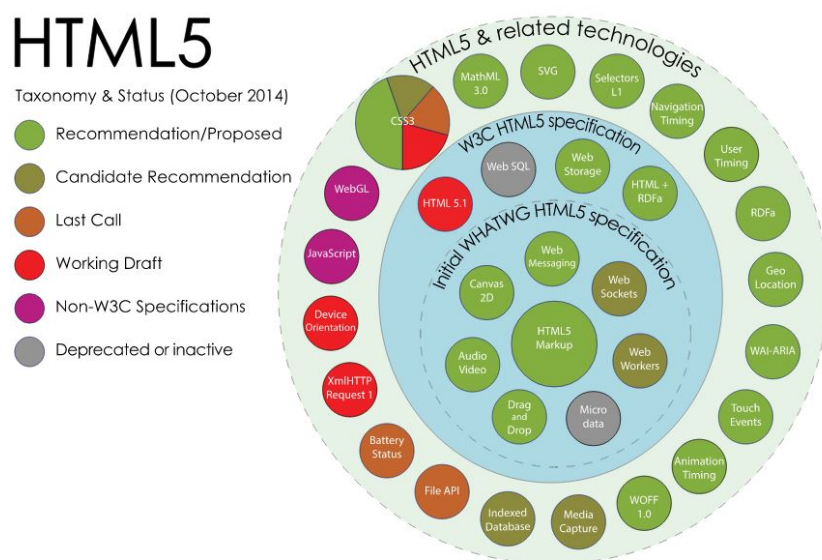 HTML5
Taxonomy & Status (October 2014)
Recommendation/Proposed
Candidate Recommendation
Last Call
Working Draft
Non-W3C Specifications
Deprecated or inactive
HTML5 & related technologies
CSS3
MathML
3.0
SVG
Selectors
L1
Navigation
Timing
User
Timing
RDFa
Geo
Location
WAI-ARIA
Touch
Events
Animation
Timing
WOFF
1.0
Media
Capture
Indexed
Database
File API
Battery
Status
XmlHTTP
Request 1
Device
Orientation
JavaScript
WebGL
W3C HTML5 specification
HTML 5.1
Web SQL
Web
Storage
HTML +
RDFa
Initial WHATWG HTML5 specification
Web
Messaging
Web
Sockets
Web
Workers
Micro
data
Drag
and
Drop
Audio
Video
Canvas
2D
HTML5
Markup